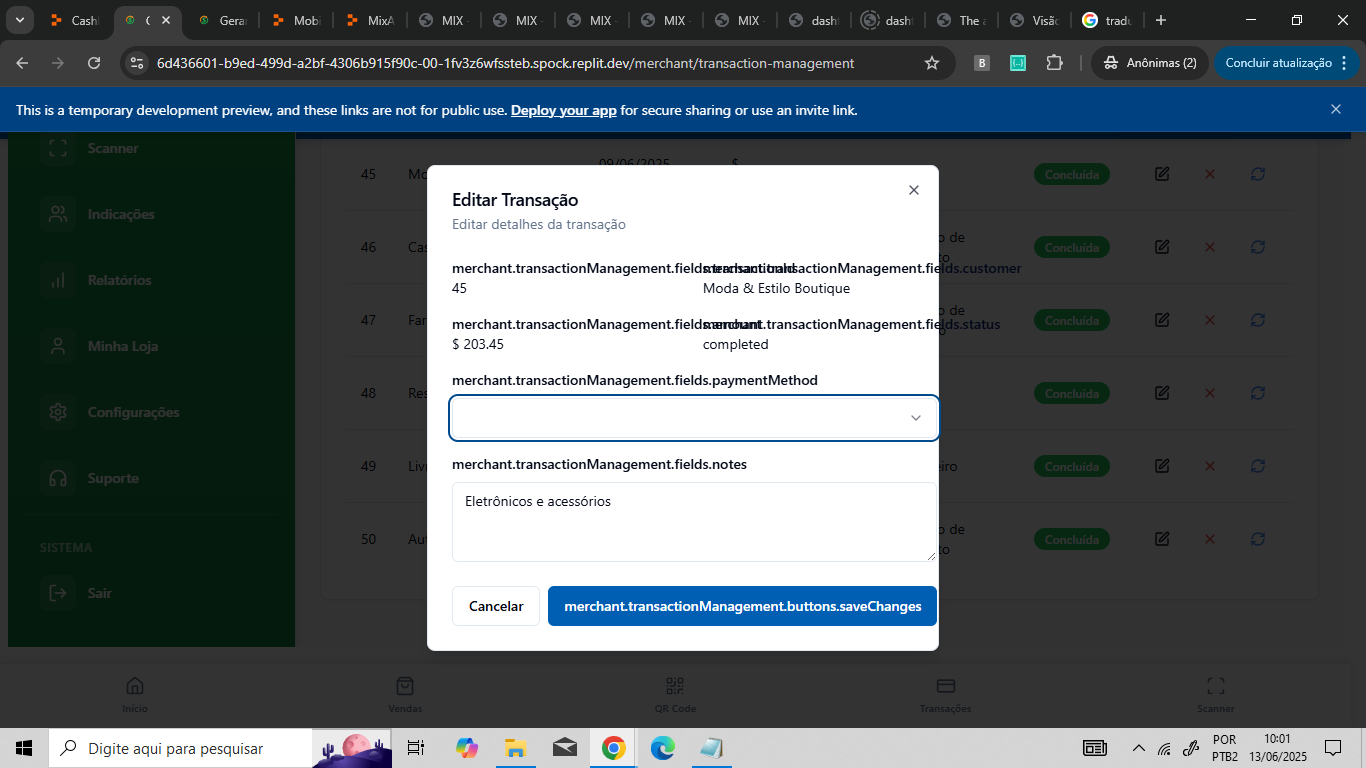 Cash
G
Gerar
Mobi
MixA
MIX -
MIX -
MIX -
MIX -
MIX -
dash
dash
The a
Visão
tradu
6d436601-b9ed-499d-a2bf-4306b915f90c-00-1fv3z6wfssteb.spock.replit.dev/merchant/transaction-management
B
Anônimas (2)
Concluir atualização
This is a temporary development preview, and these links are not for public use. Deploy your app for secure sharing or use an invite link.
Scanner
Indicações
Relatórios
Minha Loja
Configurações
Suporte
SISTEMA
Sair
09/06/2025 $
45 Mo Concluída
46 Cas o de Concluída
47 Far o de Concluída
48 Res Concluída
49 Livr eiro Concluída
50 Aut o de to Concluída
Editar Transação
Editar detalhes da transação
merchant.transactionManagement.fields.transactionId
merchant.transactionManagement.fields.customer
45
Moda & Estilo Boutique
merchant.transactionManagement.fields.amount
merchant.transactionManagement.fields.status
$ 203.45
completed
merchant.transactionManagement.fields.paymentMethod
merchant.transactionManagement.fields.notes
Eletrônicos e acessórios
Cancelar
merchant.transactionManagement.buttons.saveChanges
Início
Vendas
QR Code
Transações
Scanner
Digite aqui para pesquisar
POR
PTB2
10:01
13/06/2025